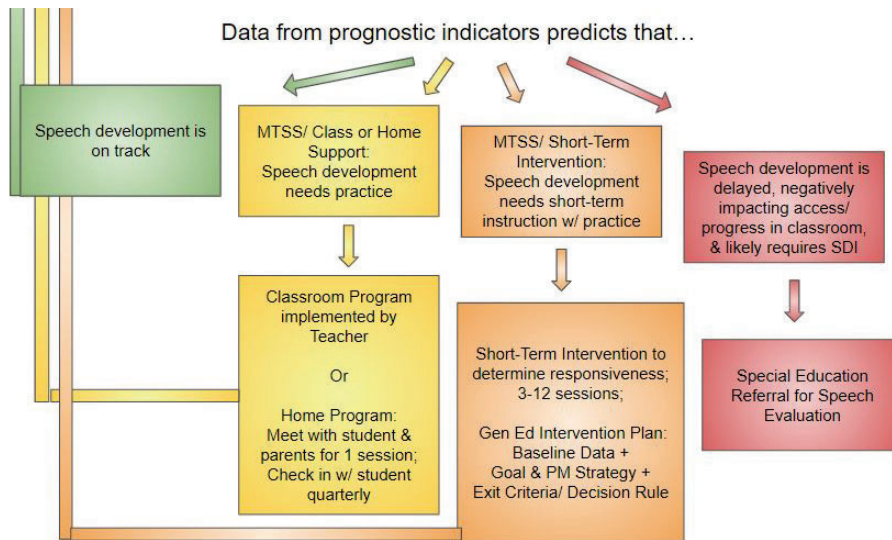 Data from prognostic indicators predicts that…
Speech development is
on track
MTSS/ Class or Home
Support:
Speech development
needs practice
MTSS/ Short-Term
Intervention:
Speech development
needs short-term
instruction w/ practice
Speech development is
delayed, negatively
impacting access/
progress in classroom,
& likely requires SDI
Classroom Program
implemented by
Teacher
Or
Home Program:
Meet with student &
parents for 1 session;
Check in w/ student
quarterly
Short-Term Intervention to
determine responsiveness;
3-12 sessions;
Gen Ed Intervention Plan:
Baseline Data +
Goal & PM Strategy +
Exit Criteria/ Decision Rule
Special Education
Referral for Speech
Evaluation